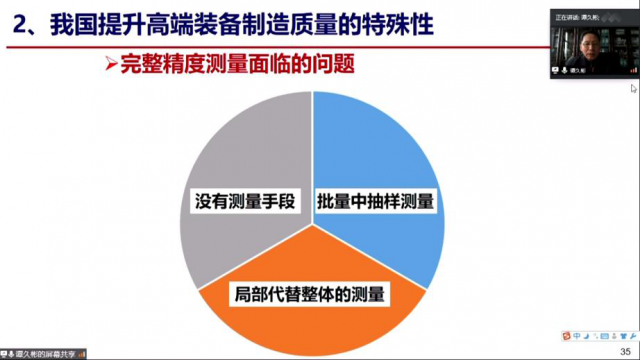 2、我国提升高端装备制造质量的特殊性
正在讲话: 谭久彬
谭久彬
➢完整精度测量面临的问题
没有测量手段
批量中抽样测量
局部代替整体的测量
谭久彬的屏幕共享
中
35